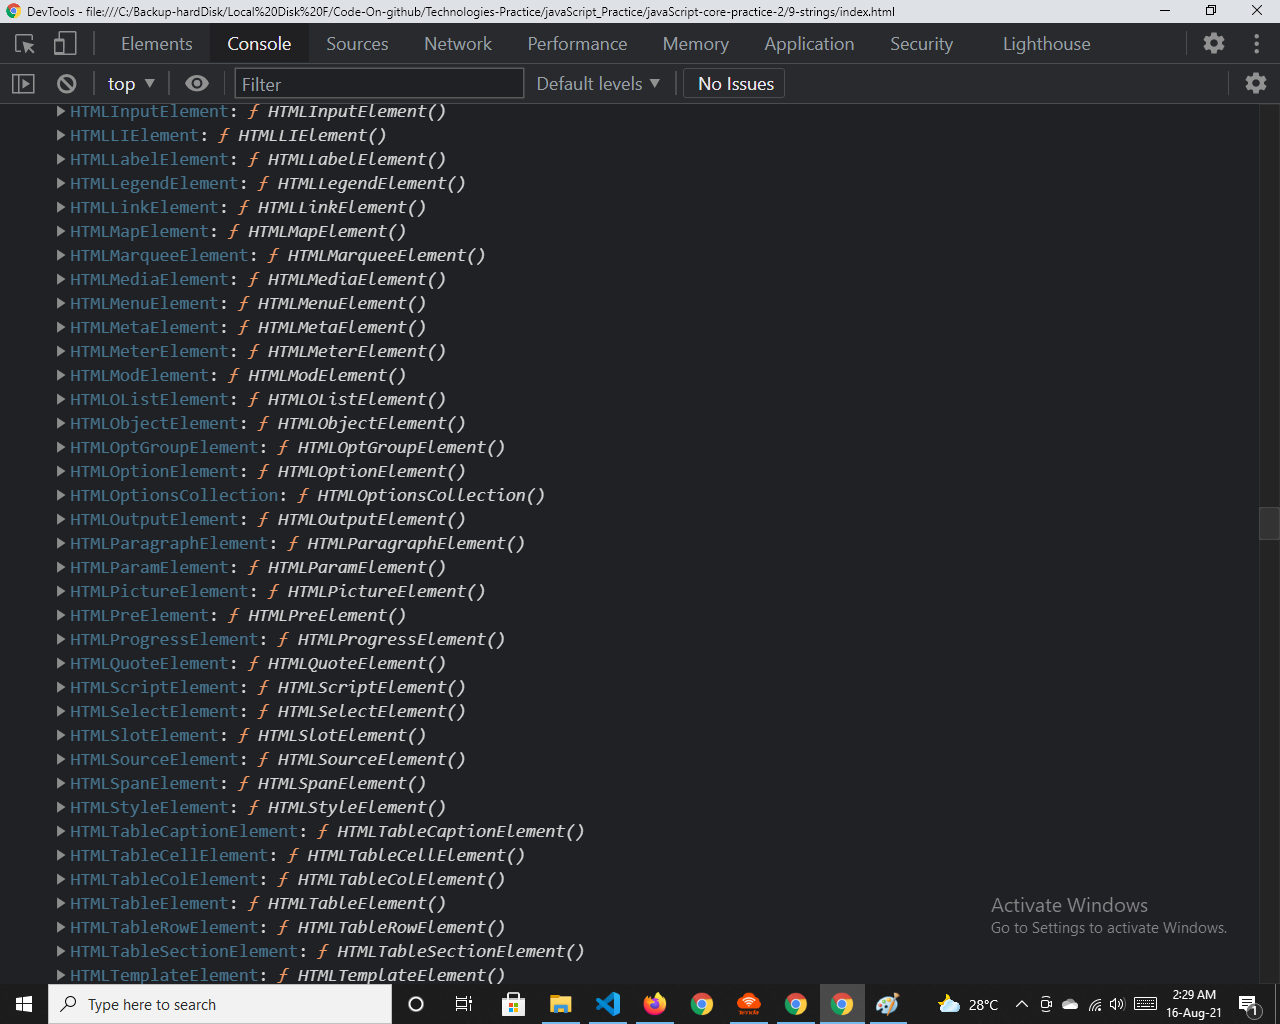 DevTools - file:///C:/Backup-hardDisk/Local%20Disk%20F/Code-On-github/Technologies-Practice/javaScript_Practice/javaScript-core-practice-2/9-strings/index.html
Elements Console Sources Network Performance Memory Application Security Lighthouse
top ▼ Filter Default levels ▼ No Issues
HTMLInputElement: ƒ HTMLInputElement()
HTMLLIElement: ƒ HTMLLIElement()
HTMLLabelElement: ƒ HTMLLabelElement()
HTMLLegendElement: ƒ HTMLLegendElement()
HTMLLinkElement: ƒ HTMLLinkElement()
HTMLMapElement: ƒ HTMLMapElement()
HTMLMarqueeElement: ƒ HTMLMarqueeElement()
HTMLMediaElement: ƒ HTMLMediaElement()
HTMLMenuElement: ƒ HTMLMenuElement()
HTMLMetaElement: ƒ HTMLMetaElement()
HTMLMeterElement: ƒ HTMLMeterElement()
HTMLModElement: ƒ HTMLModElement()
HTMLOListElement: ƒ HTMLOListElement()
HTMLObjectElement: ƒ HTMLObjectElement()
HTMLOptGroupElement: ƒ HTMLOptGroupElement()
HTMLOptionElement: ƒ HTMLOptionElement()
HTMLOptionsCollection: ƒ HTMLOptionsCollection()
HTMLOutputElement: ƒ HTMLOutputElement()
HTMLParagraphElement: ƒ HTMLParagraphElement()
HTMLParamElement: ƒ HTMLParamElement()
HTMLPictureElement: ƒ HTMLPictureElement()
HTMLPreElement: ƒ HTMLPreElement()
HTMLProgressElement: ƒ HTMLProgressElement()
HTMLQuoteElement: ƒ HTMLQuoteElement()
HTMLScriptElement: ƒ HTMLScriptElement()
HTMLSelectElement: ƒ HTMLSelectElement()
HTMLSlotElement: ƒ HTMLSlotElement()
HTMLSourceElement: ƒ HTMLSourceElement()
HTMLSpanElement: ƒ HTMLSpanElement()
HTMLStyleElement: ƒ HTMLStyleElement()
HTMLTableCaptionElement: ƒ HTMLTableCaptionElement()
HTMLTableCellElement: ƒ HTMLTableCellElement()
HTMLTableColElement: ƒ HTMLTableColElement()
HTMLTableElement: ƒ HTMLTableElement()
HTMLTableRowElement: ƒ HTMLTableRowElement()
HTMLTableSectionElement: ƒ HTMLTableSectionElement()
HTMLTemplateElement: ƒ HTMLTemplateElement()
Activate Windows
Go to Settings to activate Windows.
Type here to search
28°C
2:29 AM
16-Aug-21
1